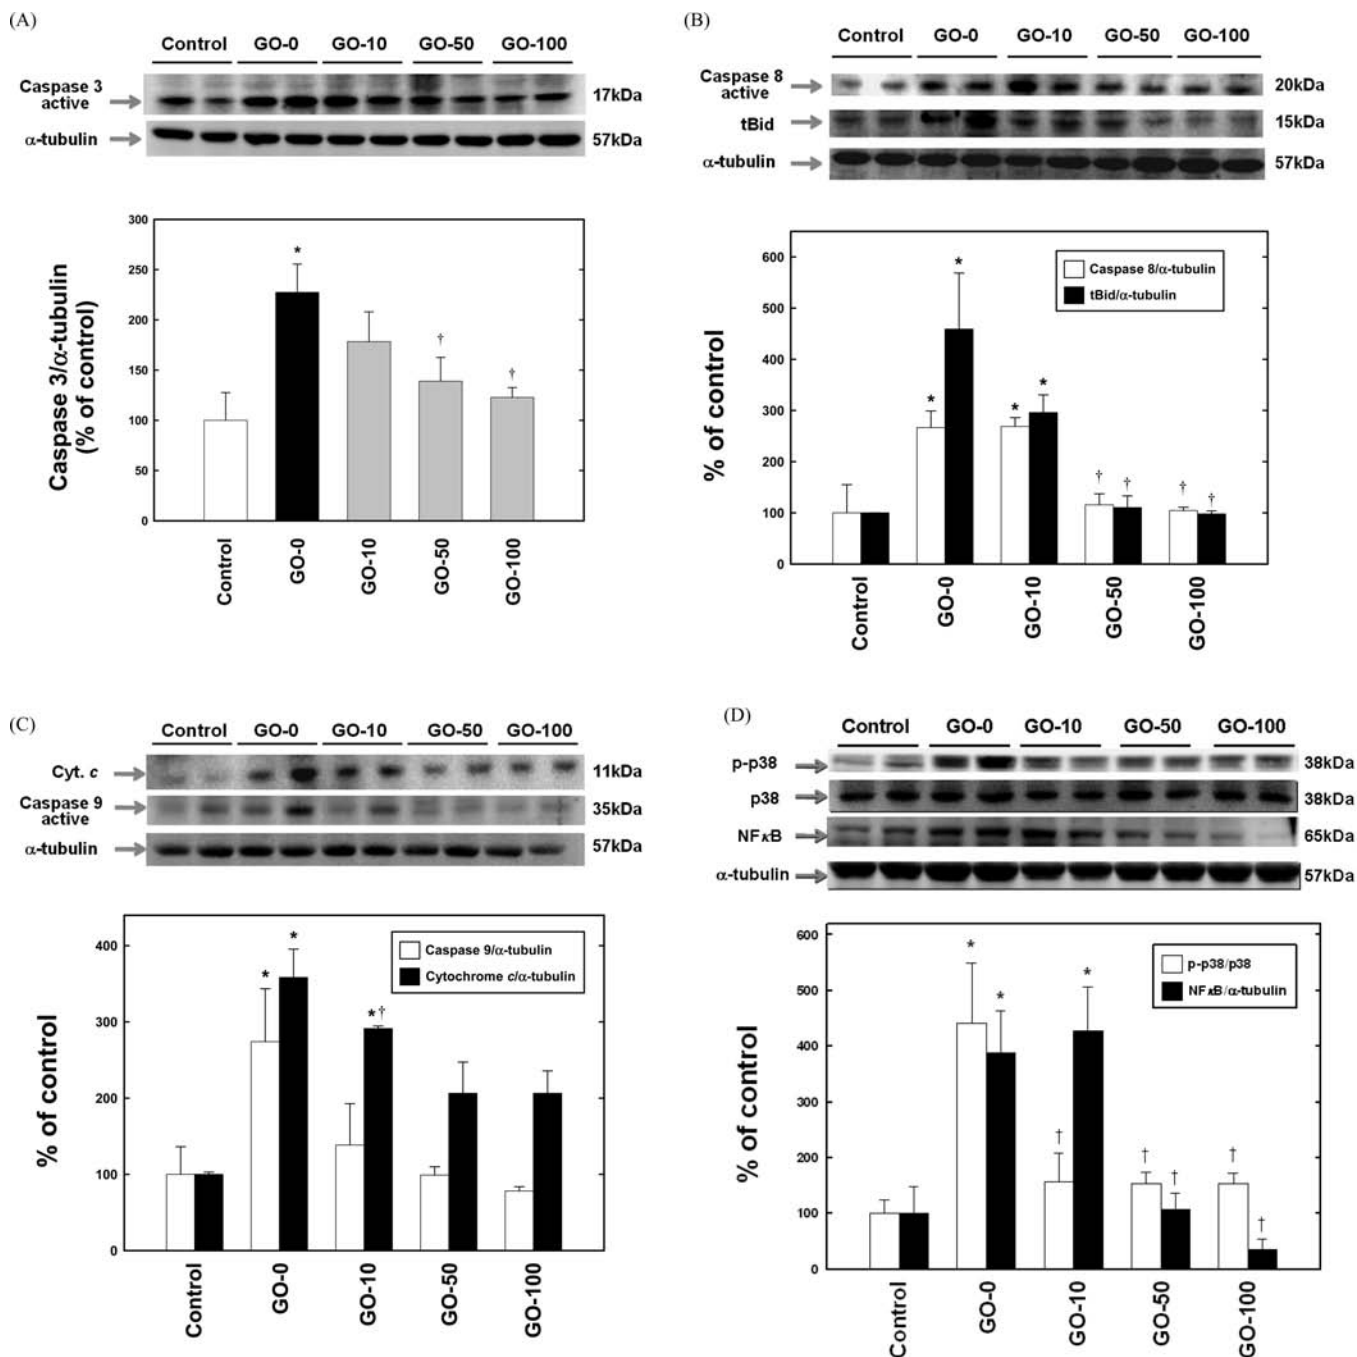 (A)
Control GO-0 GO-10 GO-50 GO-100
Caspase 3
active
17kDa
α-tubulin
57kDa
Caspase 3/α-tubulin
(% of control)
300
250
200
150
100
50
0
*
†
†
Control
GO-0
GO-10
GO-50
GO-100
(B)
Control GO-0 GO-10 GO-50 GO-100
Caspase 8
active
20kDa
tBid
15kDa
α-tubulin
57kDa
% of control
600
500
400
300
200
100
0
Caspase 8/α-tubulin
tBid/α-tubulin
* *
* *
† †
† †
Control
GO-0
GO-10
GO-50
GO-100
(C)
Control GO-0 GO-10 GO-50 GO-100
Cyt. c
11kDa
Caspase 9
active
35kDa
α-tubulin
57kDa
% of control
400
300
200
100
0
Caspase 9/α-tubulin
Cytochrome c/α-tubulin
* *
*†
Control
GO-0
GO-10
GO-50
GO-100
(D)
Control GO-0 GO-10 GO-50 GO-100
p-p38
38kDa
p38
38kDa
NFκB
65kDa
α-tubulin
57kDa
% of control
600
500
400
300
200
100
0
p-p38/p38
NFκB/α-tubulin
* *
† *
† †
† †
Control
GO-0
GO-10
GO-50
GO-100